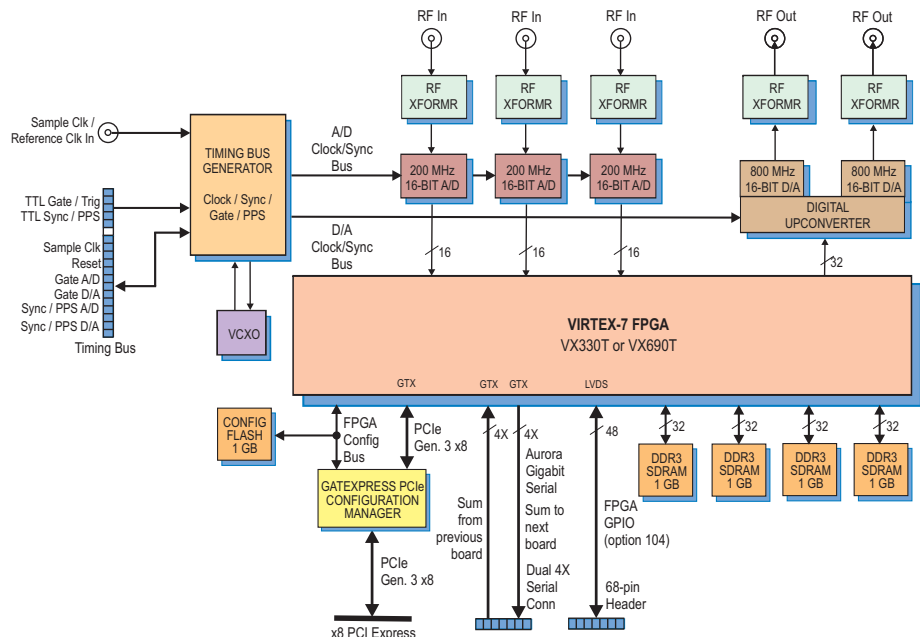 RF In
RF In
RF In
RF Out
RF Out
RF
XFORMR
RF
XFORMR
RF
XFORMR
RF
XFORMR
RF
XFORMR
Sample Clk /
Reference Clk In
TIMING BUS
GENERATOR
Clock / Sync /
Gate / PPS
A/D
Clock/Sync
Bus
200 MHz
16-BIT A/D
200 MHz
16-BIT A/D
200 MHz
16-BIT A/D
800 MHz
16-BIT D/A
800 MHz
16-BIT D/A
DIGITAL
UPCONVERTER
TTL Gate / Trig
TTL Sync / PPS
Sample Clk
Reset
Gate A/D
Gate D/A
Sync / PPS A/D
Sync / PPS D/A
Timing Bus
D/A
Clock/Sync
Bus
16
16
16
32
VCXO
VIRTEX-7 FPGA
VX330T or VX690T
GTX
GTX
GTX
LVDS
CONFIG
FLASH
1 GB
FPGA
Config
Bus
PCIe
Gen. 3 x8
4X
4X
48
32
32
32
32
GATEXPRESS PCIe
CONFIGURATION
MANAGER
Sum
from
previous
board
Aurora
Gigabit
Serial
Sum to
next
board
Dual 4X
Serial
Conn
FPGA
GPIO
(option 104)
68-pin
Header
DDR3
SDRAM
1 GB
DDR3
SDRAM
1 GB
DDR3
SDRAM
1 GB
DDR3
SDRAM
1 GB
PCIe
Gen. 3 x8
x8 PCI Express